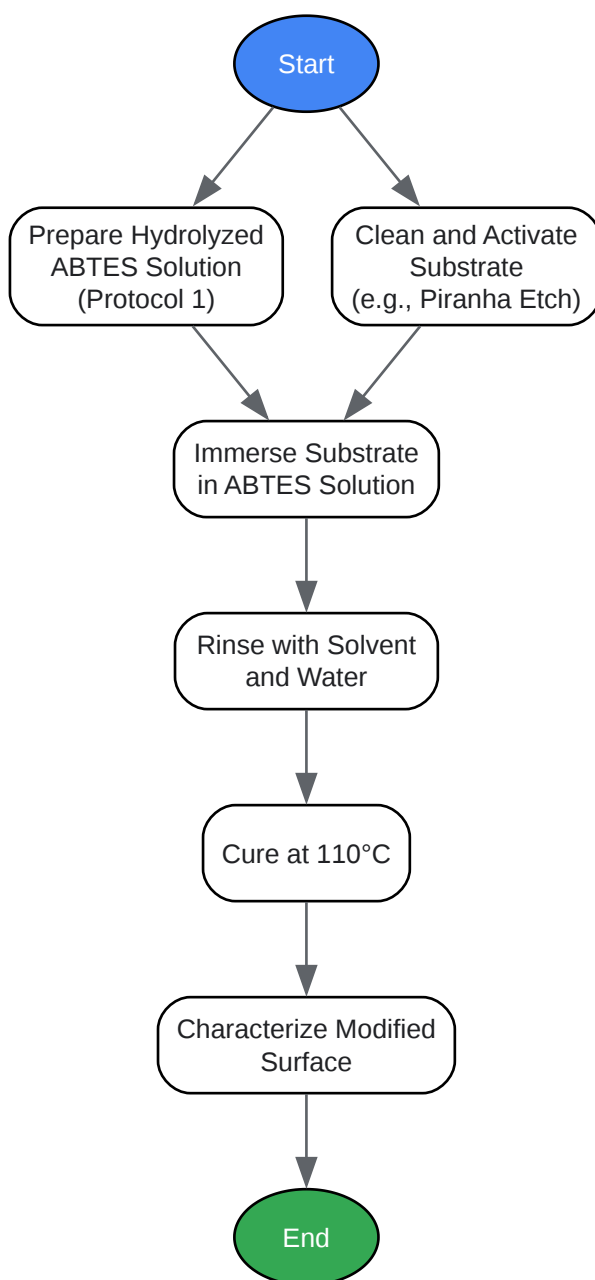 Start
Prepare Hydrolyzed
ABTES Solution
(Protocol 1)
Clean and Activate
Substrate
(e.g., Piranha Etch)
Immerse Substrate
in ABTES Solution
Rinse with Solvent
and Water
Cure at 110°C
Characterize Modified
Surface
End